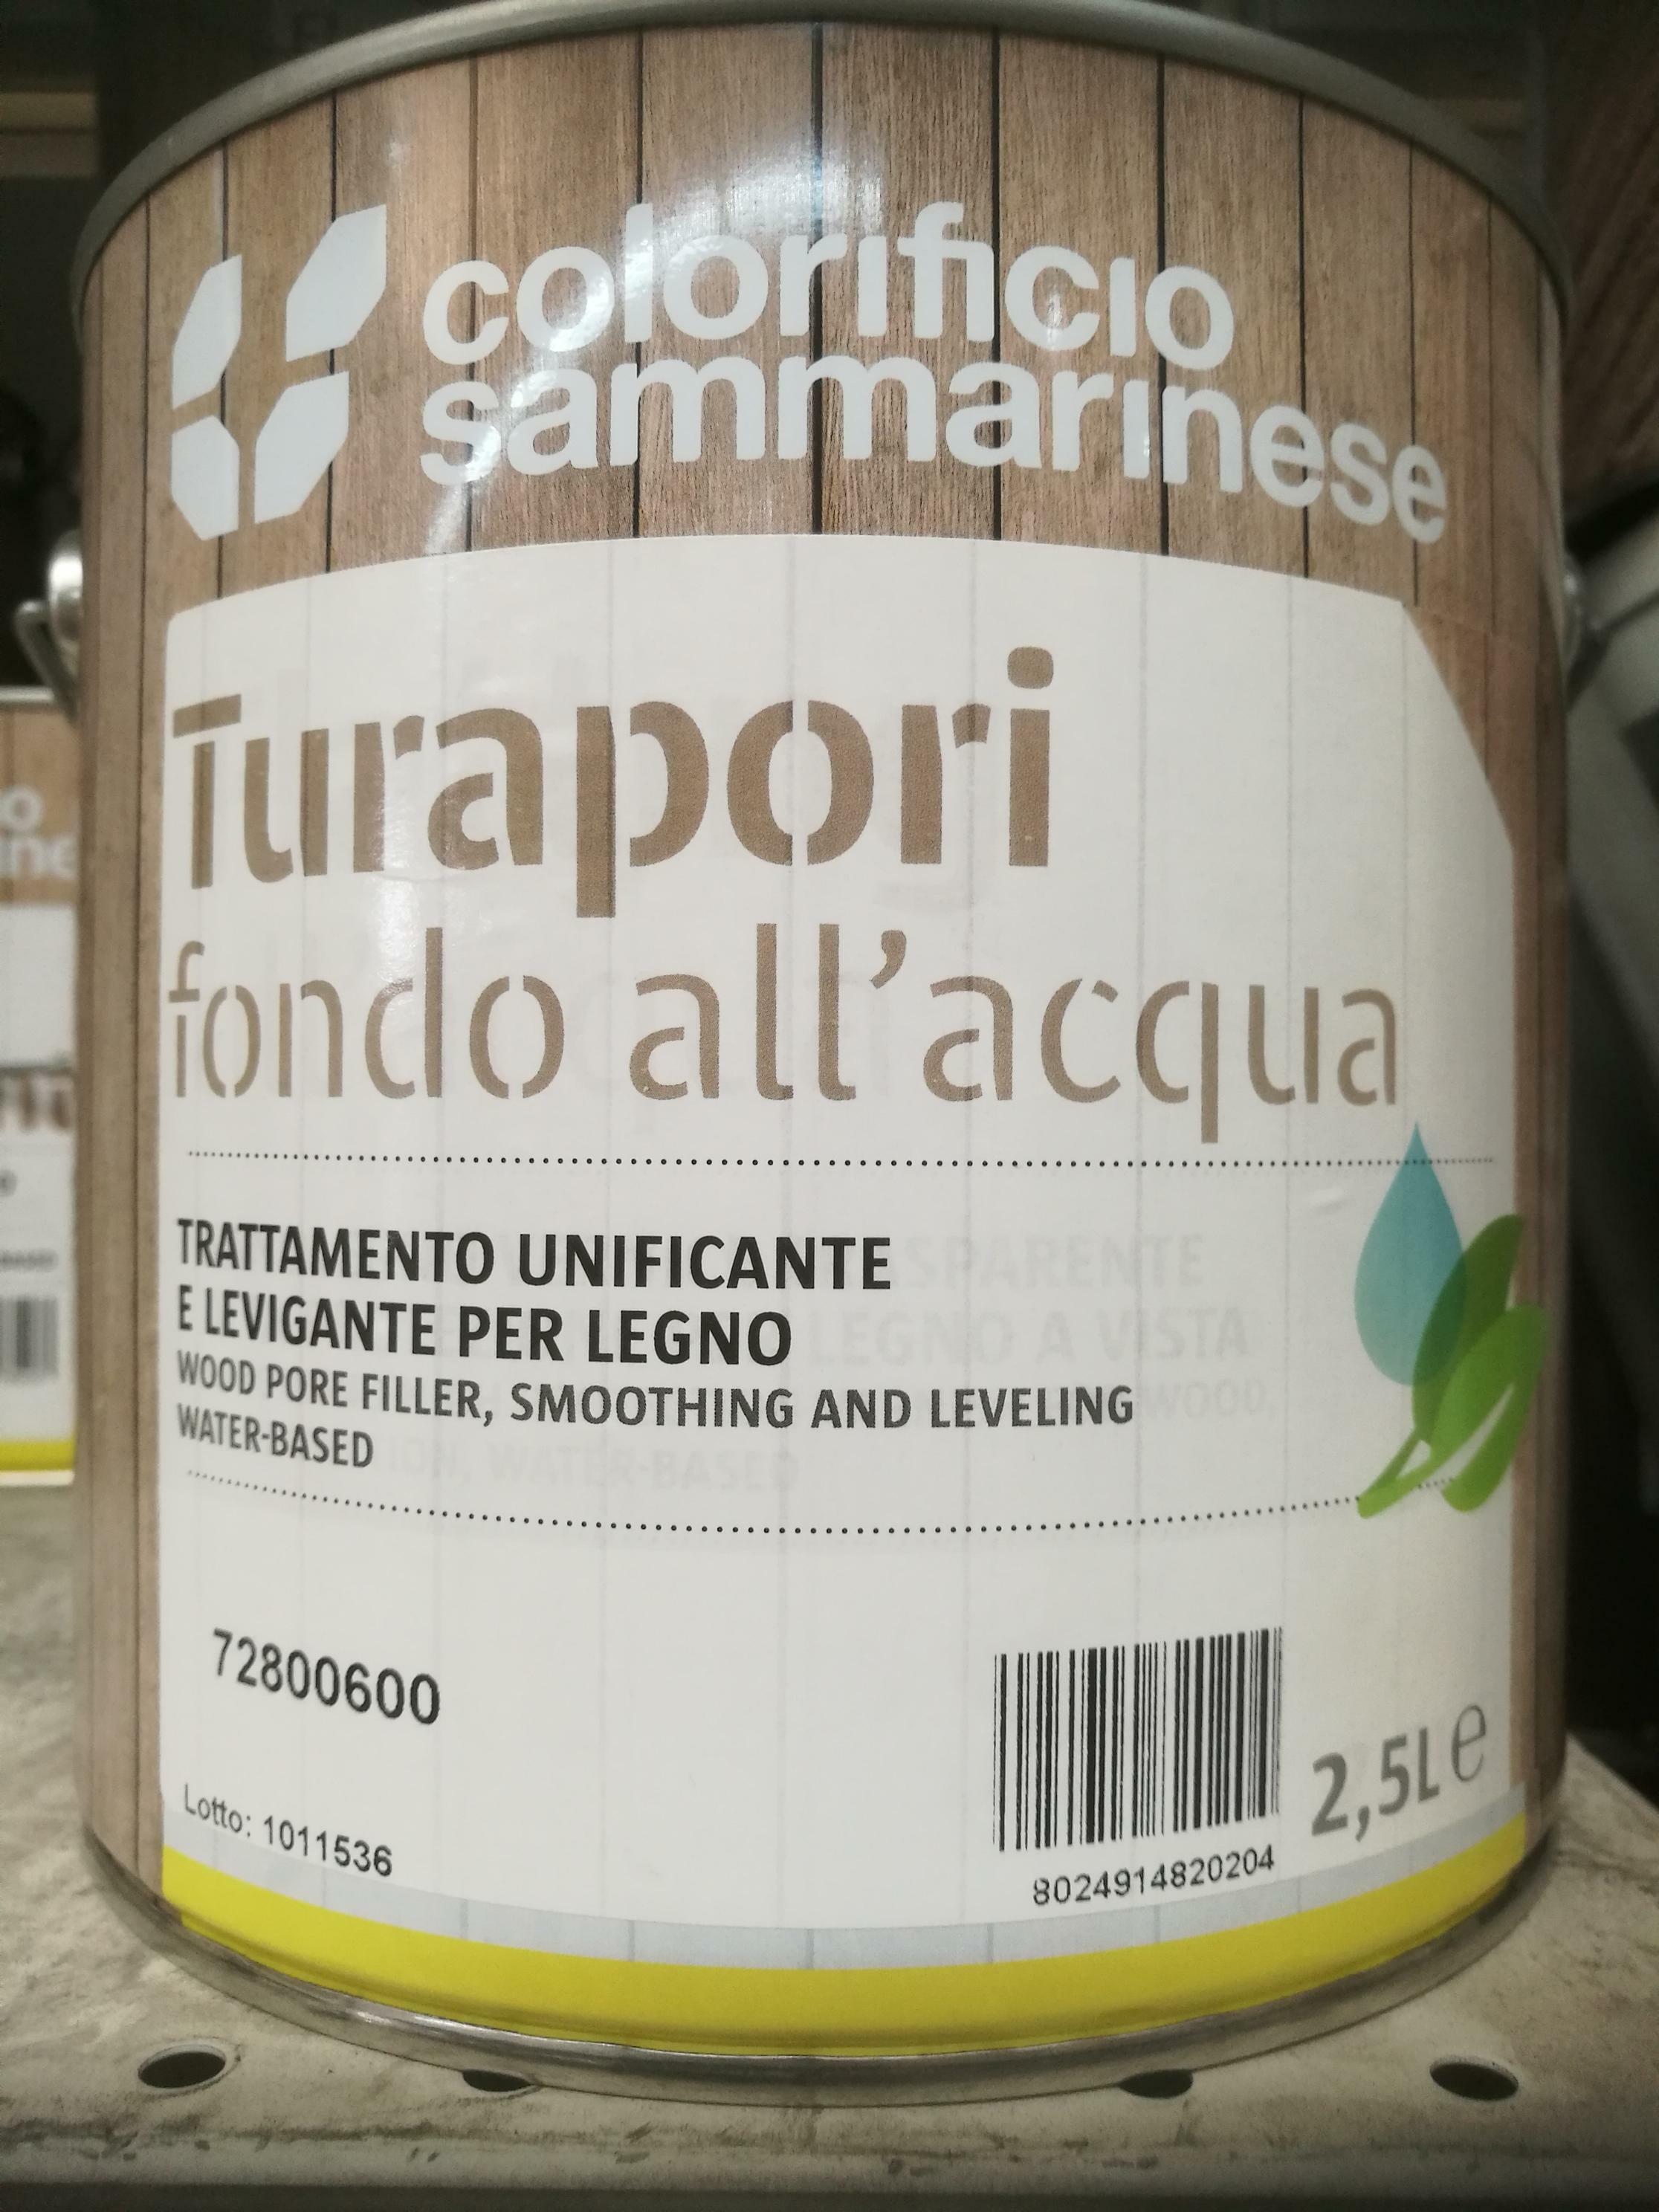 colorificio
sammarinese
Turapori
fondo all'acqua
TRATTAMENTO UNIFICANTE
E LEVIGANTE PER LEGNO
WOOD PORE FILLER, SMOOTHING AND LEVELING
WATER-BASED
72800600
Lotto: 1011536
8024914820204
2,5L e